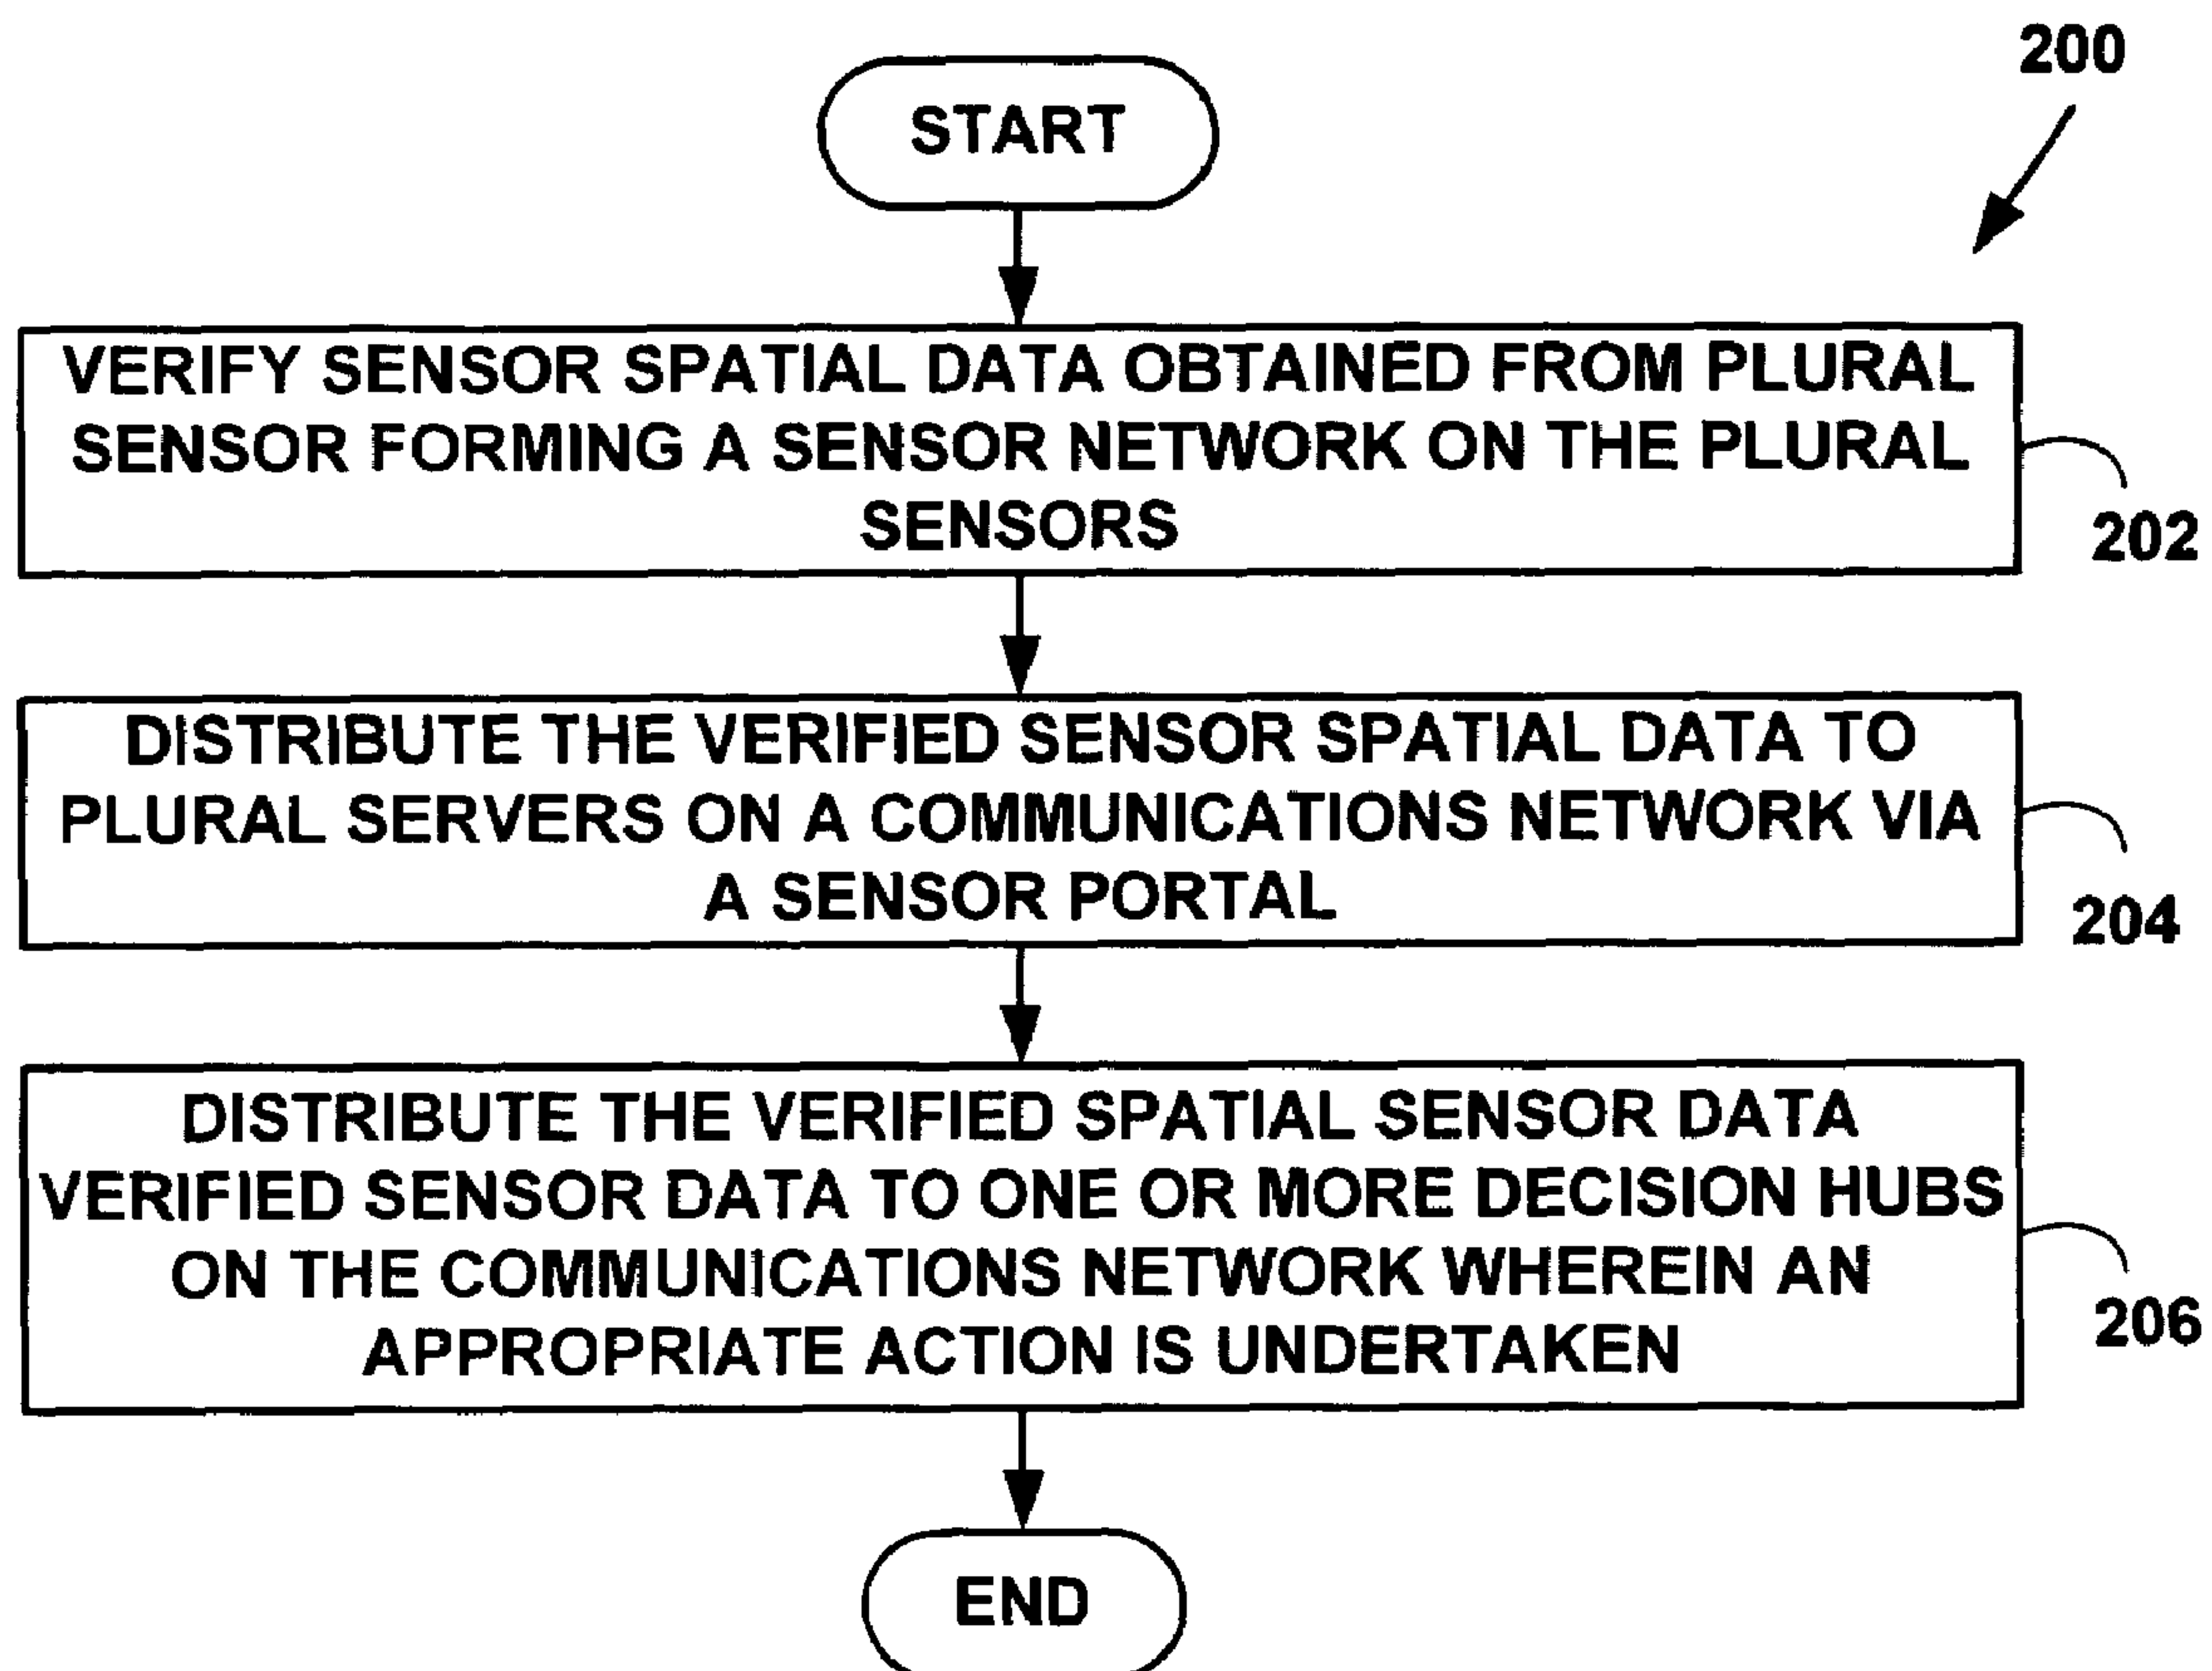 200
START
VERIFY SENSOR SPATIAL DATA OBTAINED FROM PLURAL
SENSOR FORMING A SENSOR NETWORK ON THE PLURAL
SENSORS
202
DISTRIBUTE THE VERIFIED SENSOR SPATIAL DATA TO
PLURAL SERVERS ON A COMMUNICATIONS NETWORK VIA
A SENSOR PORTAL
204
DISTRIBUTE THE VERIFIED SPATIAL SENSOR DATA
VERIFIED SENSOR DATA TO ONE OR MORE DECISION HUBS
ON THE COMMUNICATIONS NETWORK WHEREIN AN
APPROPRIATE ACTION IS UNDERTAKEN
206
END